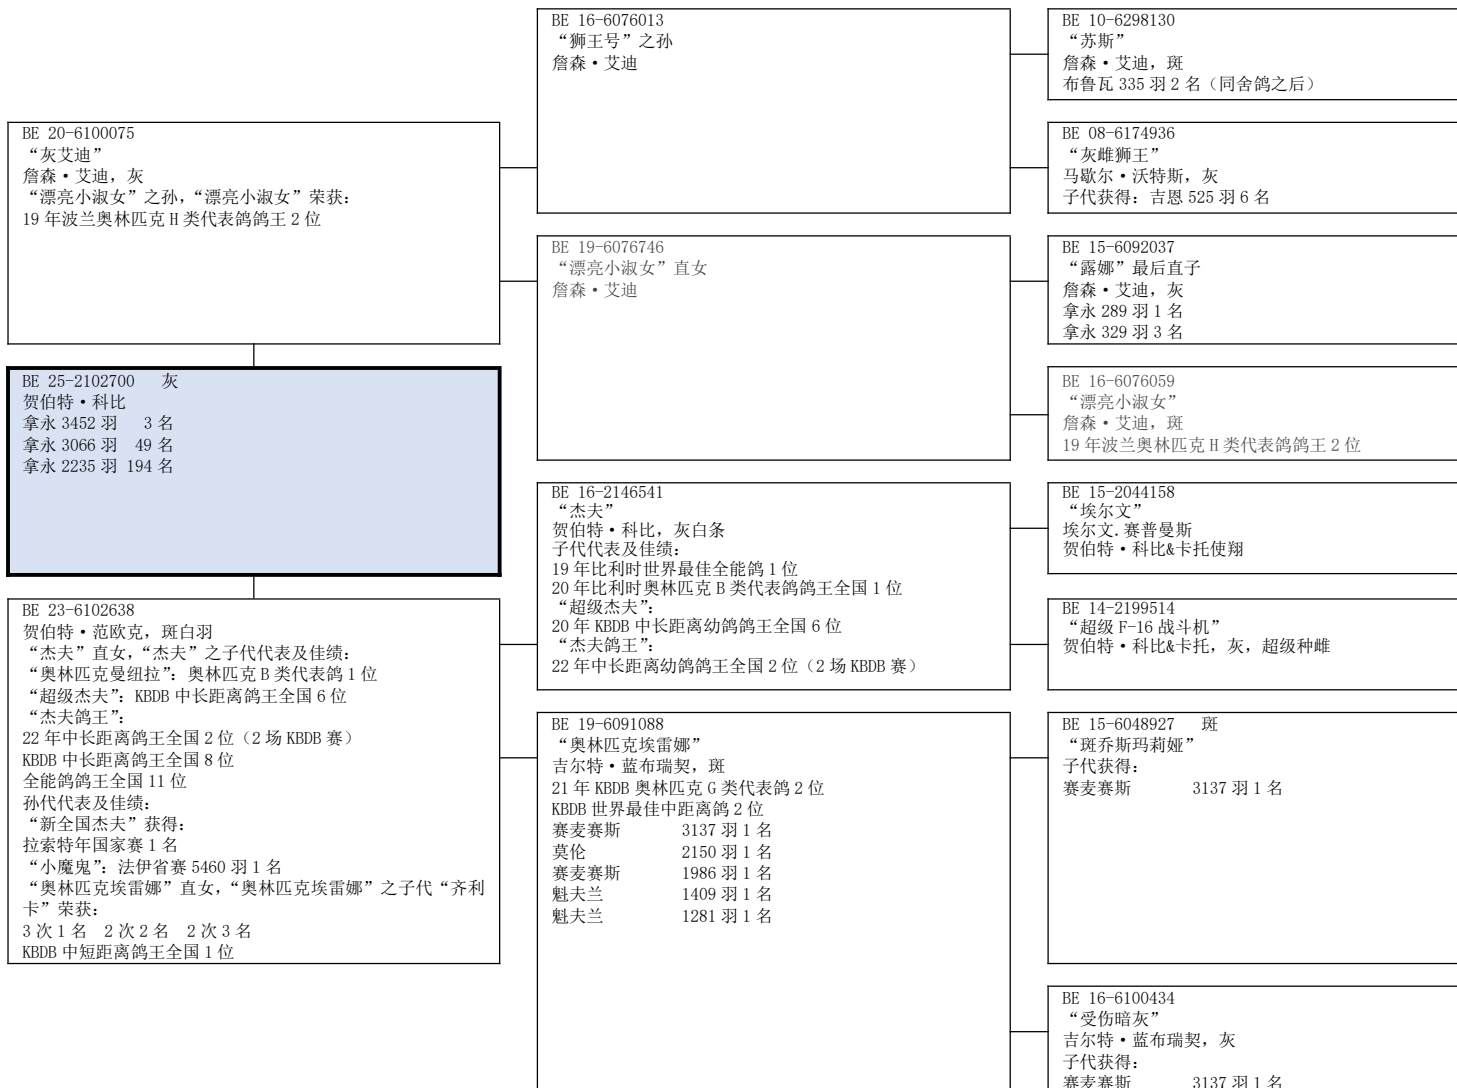 BE 20-6100075
“灰艾迪”
詹森·艾迪，灰
“漂亮小淑女”之孙，“漂亮小淑女”荣获：
19 年波兰奥林匹克 H 类代表鸽鸽王 2 位
BE 25-2102700 灰
贺伯特·科比
拿永 3452 羽 3 名
拿永 3066 羽 49 名
拿永 2235 羽 194 名
BE 23-6102638
贺伯特·范欧克，斑白羽
“杰夫”直女，“杰夫”之子代代表及佳绩：
“奥林匹克曼纽拉”：奥林匹克 B 类代表鸽 1 位
“超级杰夫”：KBDB 中长距离鸽王全国 6 位
“杰夫鸽王”：
22 年中长距离鸽王全国 2 位（2 场 KBDB 赛）
KBDB 中长距离鸽王全国 8 位
全能鸽鸽王全国 11 位
孙代代表及佳绩：
“新全国杰夫”获得：
拉索特年国家赛 1 名
“小魔鬼”：法伊省赛 5460 羽 1 名
“奥林匹克埃雷娜”直女，“奥林匹克埃雷娜”之子代“齐利
卡”荣获：
3 次 1 名 2 次 2 名 2 次 3 名
KBDB 中短距离鸽王全国 1 位
BE 16-6076013
“狮王号”之孙
詹森·艾迪
BE 19-6076746
“漂亮小淑女”直女
詹森·艾迪
BE 16-2146541
“杰夫”
贺伯特·科比，灰白条
子代代表及佳绩：
19 年比利时世界最佳全能鸽 1 位
20 年比利时奥林匹克 B 类代表鸽鸽王全国 1 位
“超级杰夫”：
20 年 KBDB 中长距离幼鸽鸽王全国 6 位
“杰夫鸽王”：
22 年中长距离幼鸽鸽王全国 2 位（2 场 KBDB 赛）
BE 19-6091088
“奥林匹克埃雷娜”
吉尔特·蓝布瑞契，斑
21 年 KBDB 奥林匹克 G 类代表鸽 2 位
KBDB 世界最佳中距离鸽 2 位
赛麦赛斯 3137 羽 1 名
莫伦 2150 羽 1 名
赛麦赛斯 1986 羽 1 名
魁夫兰 1409 羽 1 名
魁夫兰 1281 羽 1 名
BE 10-6298130
“苏斯”
詹森·艾迪，斑
布鲁瓦 335 羽 2 名（同舍鸽之后）
BE 08-6174936
“灰雌狮王”
马歇尔·沃特斯，灰
子代获得：吉恩 525 羽 6 名
BE 15-6092037
“露娜”最后直子
詹森·艾迪，灰
拿永 289 羽 1 名
拿永 329 羽 3 名
BE 16-6076059
“漂亮小淑女”
詹森·艾迪，斑
19 年波兰奥林匹克 H 类代表鸽鸽王 2 位
BE 15-2044158
“埃尔文”
埃尔文.赛普曼斯
贺伯特·科比&卡托使翔
BE 14-2199514
“超级 F-16 战斗机”
贺伯特·科比&卡托，灰，超级种雌
BE 15-6048927 斑
“斑乔斯玛莉娅”
子代获得：
赛麦赛斯 3137 羽 1 名
BE 16-6100434
“受伤暗灰”
吉尔特·蓝布瑞契，灰
子代获得：
赛麦赛斯 3137 羽 1 名